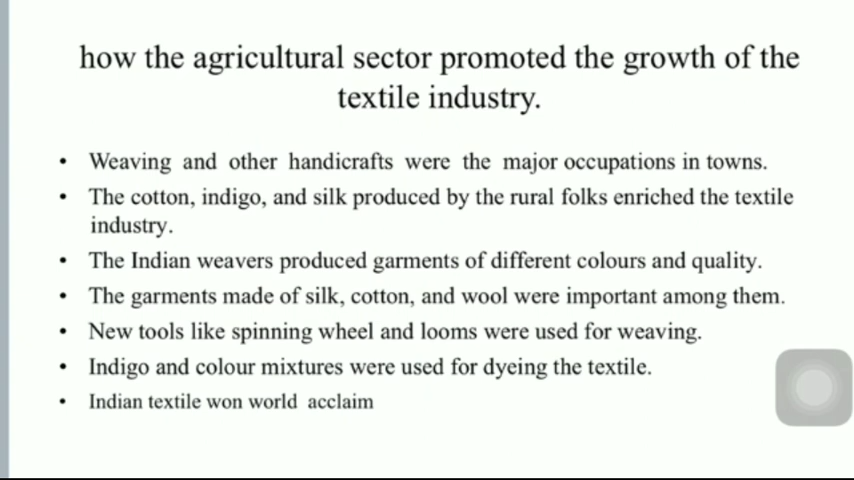 how the agricultural sector promoted the growth of the
textile industry.
• Weaving and other handicrafts were the major occupations in towns.
• The cotton, indigo, and silk produced by the rural folks enriched the textile
industry.
• The Indian weavers produced garments of different colours and quality.
• The garments made of silk, cotton, and wool were important among them.
• New tools like spinning wheel and looms were used for weaving.
• Indigo and colour mixtures were used for dyeing the textile.
• Indian textile won world acclaim